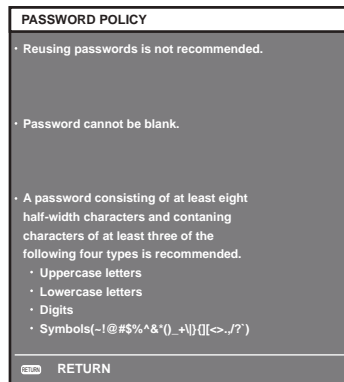 PASSWORD POLICY
・Reusing passwords is not recommended.
・Password cannot be blank.
・A password consisting of at least eight
half-width characters and contaning
characters of at least three of the
following four types is recommended.
・Uppercase letters
・Lowercase letters
・Digits
・Symbols(~!@#$%^&*()_+\|}{][<>.,/?`)
RETURN RETURN